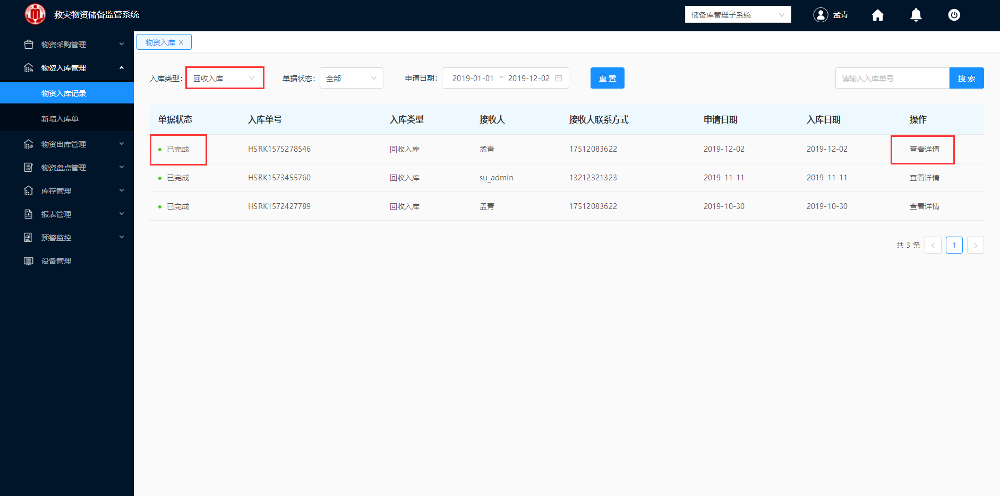 救灾物资储备监管系统
储备库管理子系统
孟青
物资采购管理
物资入库管理
物资入库记录
新增入库单
物资出库管理
物资盘点管理
库存管理
报表管理
预警监控
设备管理
物资入库
入库类型: 回收入库 单据状态: 全部 申请日期: 2019-01-01 ~ 2019-12-02 重置 请输入入库单号 搜索
单据状态 入库单号 入库类型 接收人 接收人联系方式 申请日期 入库日期 操作
已完成 HSRK1575278546 回收入库 孟青 17512083622 2019-12-02 2019-12-02 查看详情
已完成 HSRK1573455760 回收入库 su_admin 13212321323 2019-11-11 2019-11-11 查看详情
已完成 HSRK1572427789 回收入库 孟青 17512083622 2019-10-30 2019-10-30 查看详情
共 3 条 < 1 >